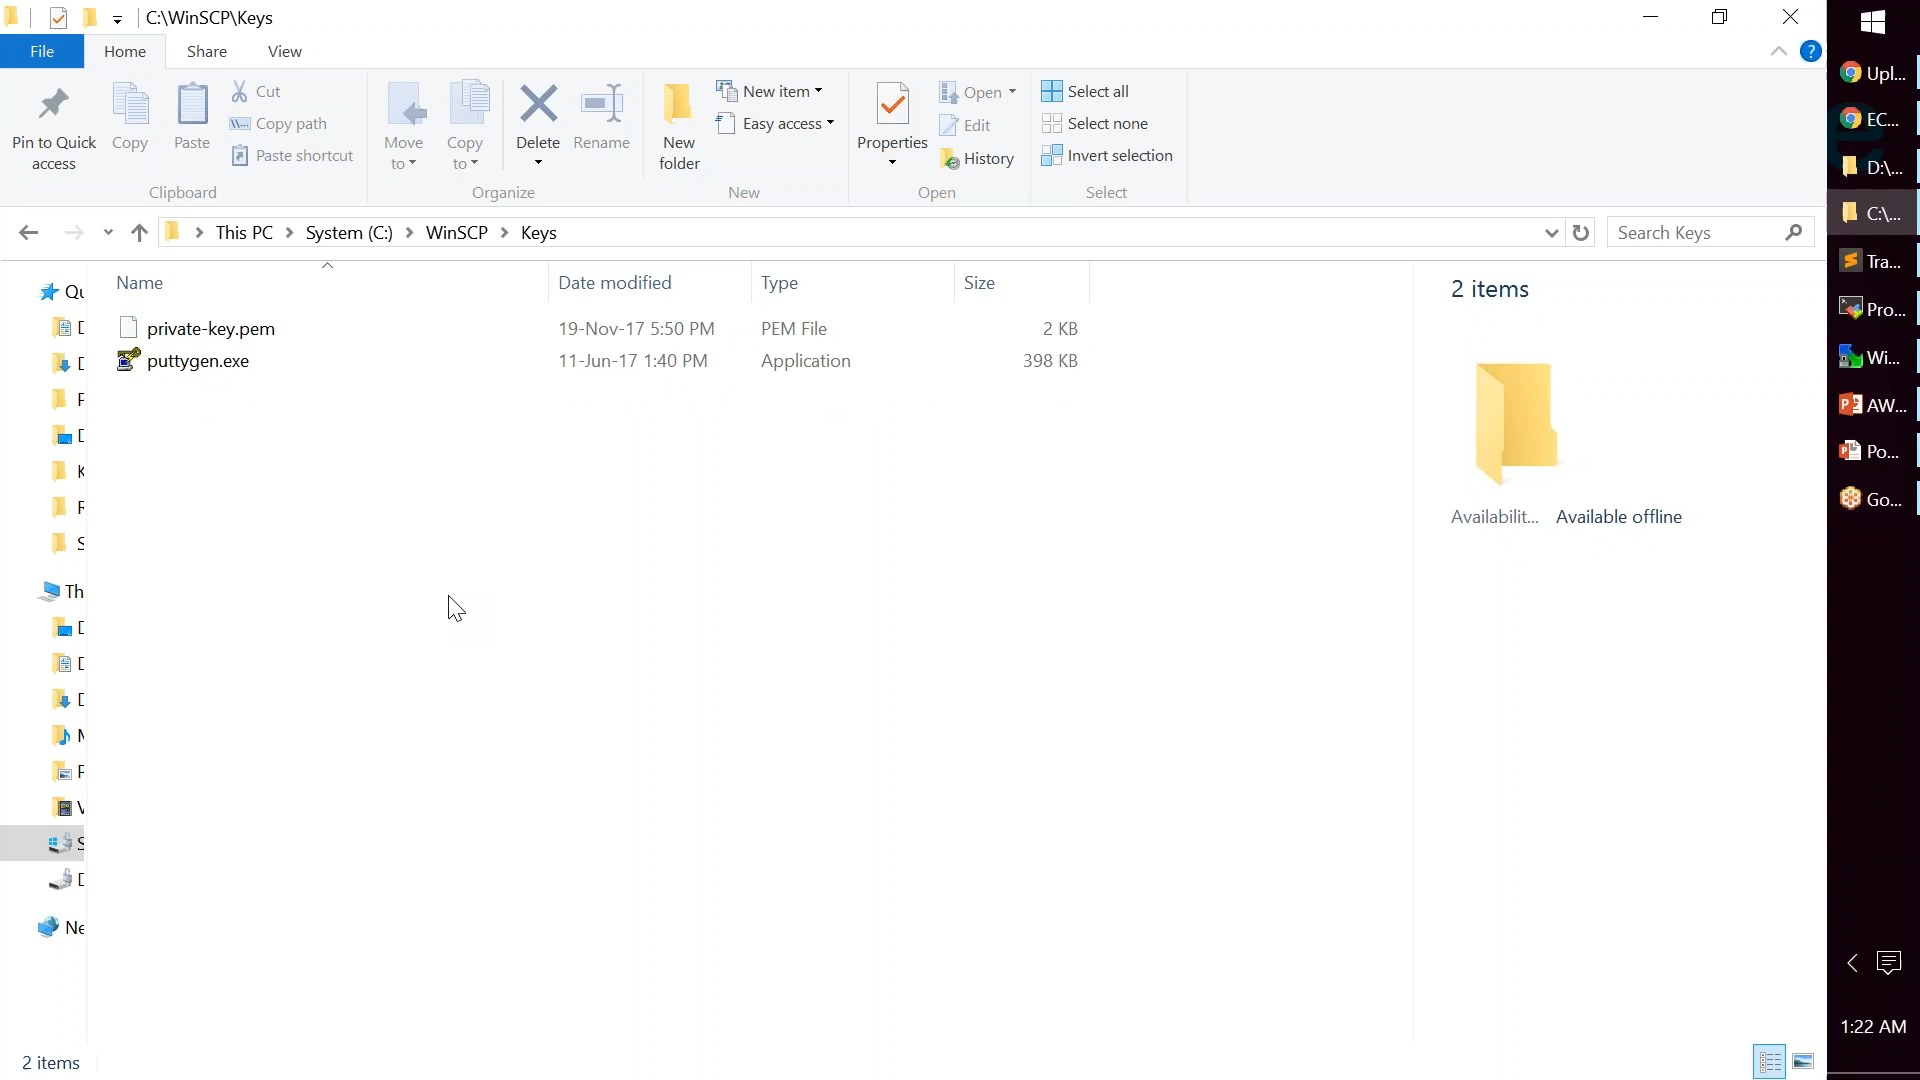 C:\WinSCP\Keys
File Home Share View
Pin to Quick access
Copy
Paste
Cut
Copy path
Paste shortcut
Clipboard
Move to
Copy to
Delete
Rename
Organize
New folder
New item
Easy access
New
Properties
Open
Edit
History
Open
Select all
Select none
Invert selection
Select
This PC > System (C:) > WinSCP > Keys
Search Keys
Name Date modified Type Size
private-key.pem 19-Nov-17 5:50 PM PEM File 2 KB
puttygen.exe 11-Jun-17 1:40 PM Application 398 KB
2 items
Availabilit... Available offline
Qu
Th
Ne
2 items
Upl...
EC...
D:\...
C:\...
Tra...
Pro...
Wi...
AW...
Po...
Go...
1:22 AM